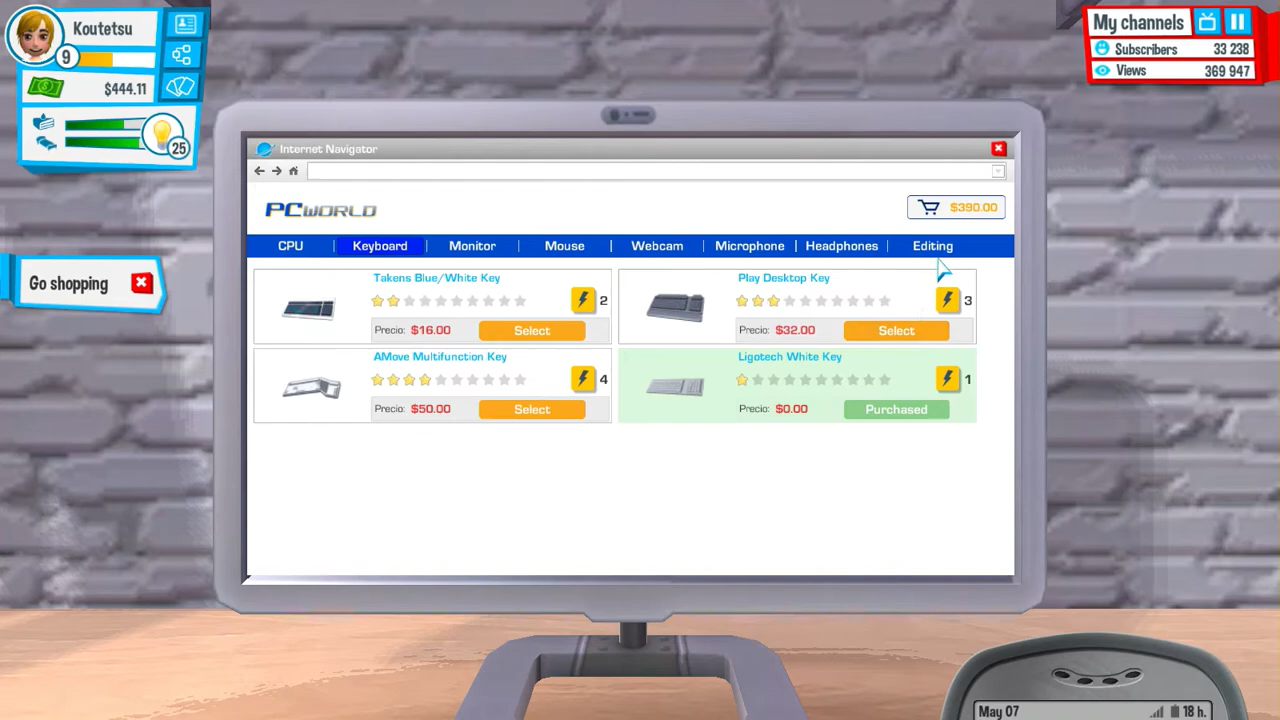 Koutetsu
9
$444.11
25
My channels
Subscribers 33 238
Views 369 947
Go shopping
Internet Navigator
PCWORLD
$390.00
CPU Keyboard Monitor Mouse Webcam Microphone Headphones Editing
Takens Blue/White Key
2
Precio: $16.00 Select
Play Desktop Key
3
Precio: $32.00 Select
AMove Multifunction Key
4
Precio: $50.00 Select
Ligotech White Key
1
Precio: $0.00 Purchased
May 07 18 h.